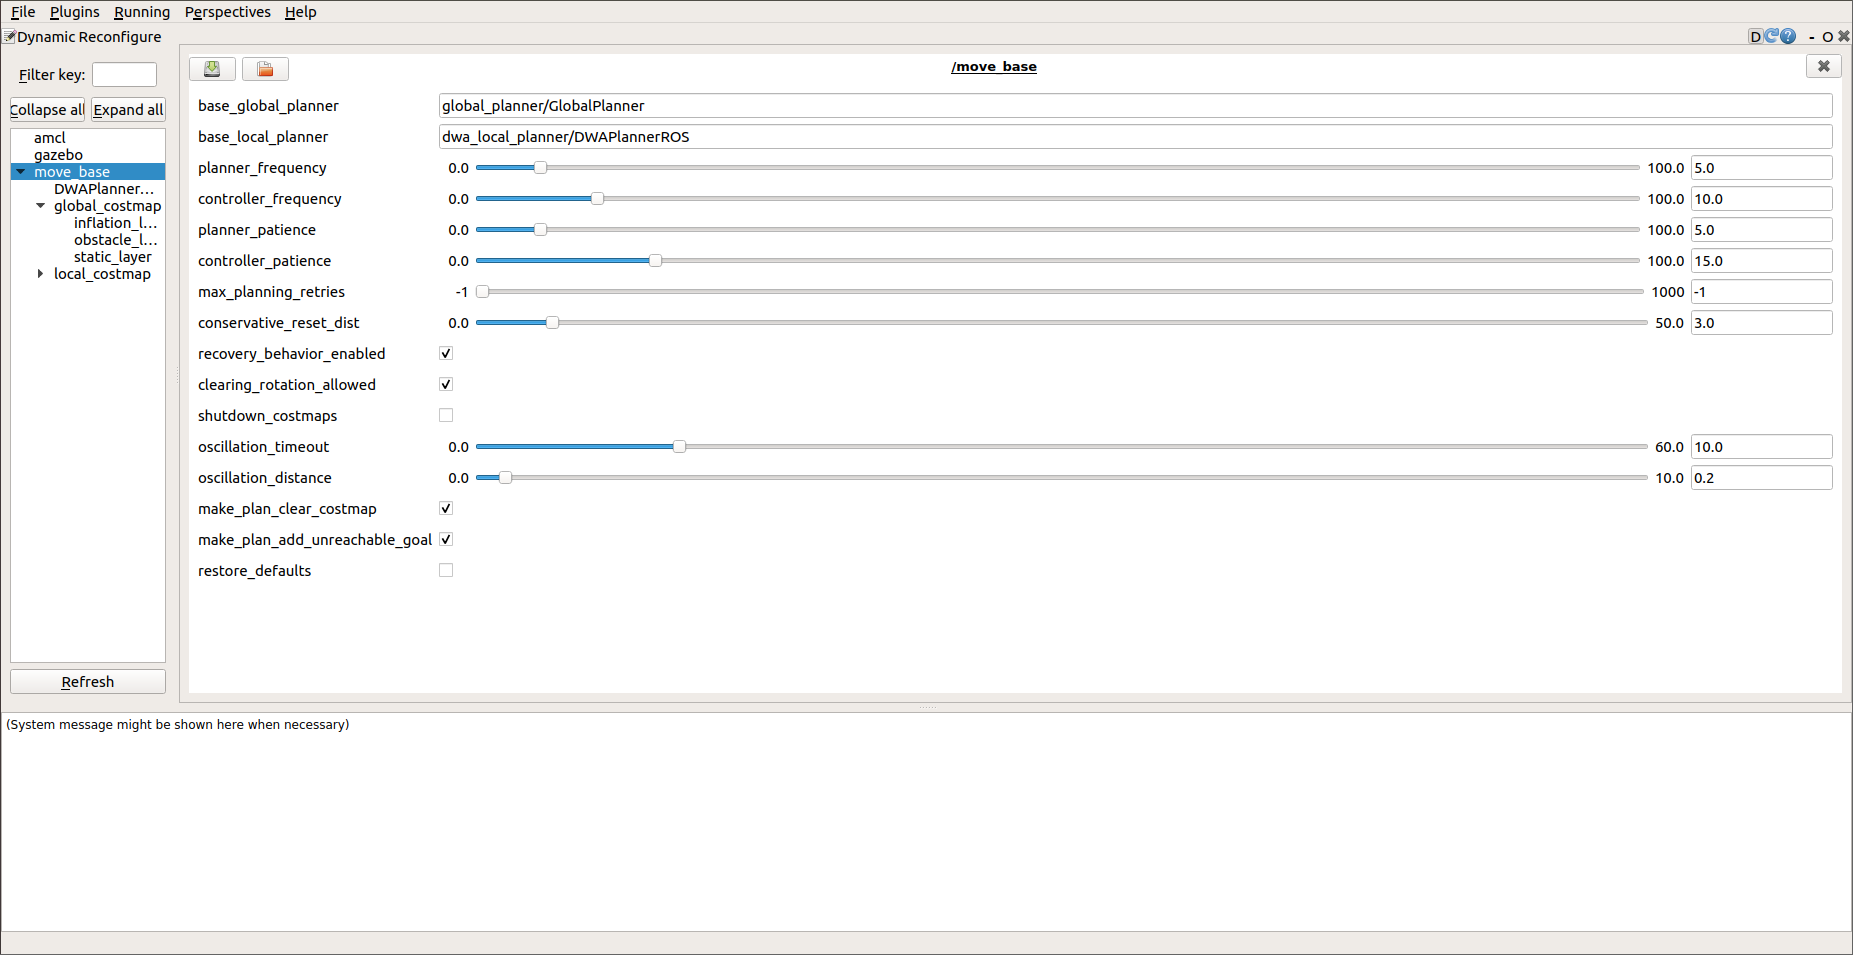 File Plugins Running Perspectives Help
Dynamic Reconfigure D ? - O
Filter key:
Collapse all Expand all
amcl
gazebo
move_base
DWAPlanner...
global_costmap
inflation_l...
obstacle_l...
static_layer
local_costmap
Refresh
/move_base
base_global_planner global_planner/GlobalPlanner
base_local_planner dwa_local_planner/DWAPlannerROS
planner_frequency 0.0 100.0 5.0
controller_frequency 0.0 100.0 10.0
planner_patience 0.0 100.0 5.0
controller_patience 0.0 100.0 15.0
max_planning_retries -1 1000 -1
conservative_reset_dist 0.0 50.0 3.0
recovery_behavior_enabled
clearing_rotation_allowed
shutdown_costmaps
oscillation_timeout 0.0 60.0 10.0
oscillation_distance 0.0 10.0 0.2
make_plan_clear_costmap
make_plan_add_unreachable_goal
restore_defaults
(System message might be shown here when necessary)